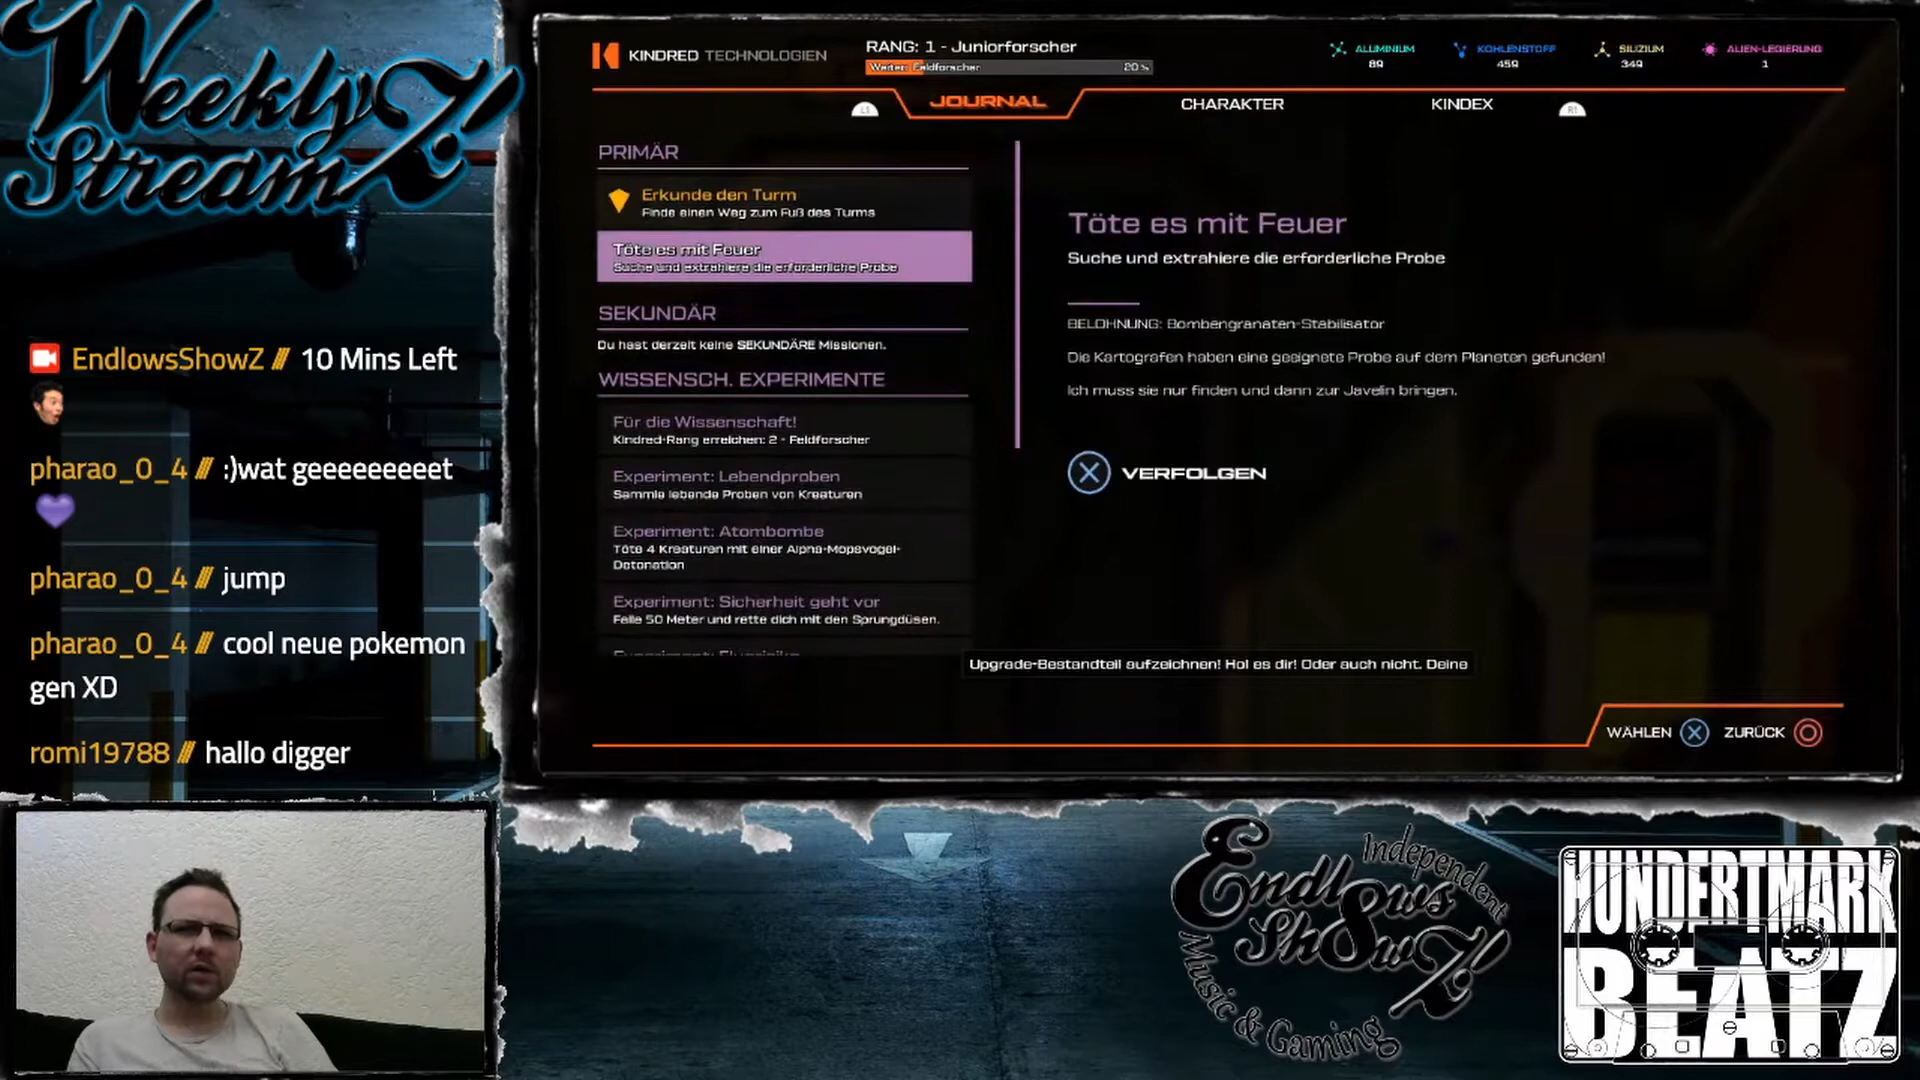 Weekly
StreamZ!
EndlowsShowZ /// 10 Mins Left
pharao_0_4 /// :)wat geeeeeeeeet
pharao_0_4 /// jump
pharao_0_4 /// cool neue pokemon
gen XD
romi19788 /// hallo digger
KINDRED TECHNOLOGIEN
RANG: 1 - Juniorforscher
Weiter: Feldforscher 20%
ALUMINIUM
89
KOHLENSTOFF
459
SILIZIUM
349
ALIEN-LEGIERUNG
1
L1
JOURNAL
CHARAKTER
KINDEX
R1
PRIMÄR
Erkunde den Turm
Finde einen Weg zum Fuß des Turms
Töte es mit Feuer
Suche und extrahiere die erforderliche Probe
SEKUNDÄR
Du hast derzeit keine SEKUNDÄRE Missionen.
WISSENSCH. EXPERIMENTE
Für die Wissenschaft!
Kindred-Rang erreichen: 2 - Feldforscher
Experiment: Lebendproben
Sammle lebende Proben von Kreaturen
Experiment: Atombombe
Töte 4 Kreaturen mit einer Alpha-Mopsvogel-
Detonation
Experiment: Sicherheit geht vor
Falle 50 Meter und rette dich mit den Sprungdüsen.
Töte es mit Feuer
Suche und extrahiere die erforderliche Probe
BELOHNUNG: Bombengranaten-Stabilisator
Die Kartografen haben eine geeignete Probe auf dem Planeten gefunden!
Ich muss sie nur finden und dann zur Javelin bringen.
VERFOLGEN
Upgrade-Bestandteil aufzeichnen! Hol es dir! Oder auch nicht. Deine
WÄHLEN
ZURÜCK
Endlows
ShowZ!
Independent
Music & Gaming
HUNDERTMARK
BEATZ